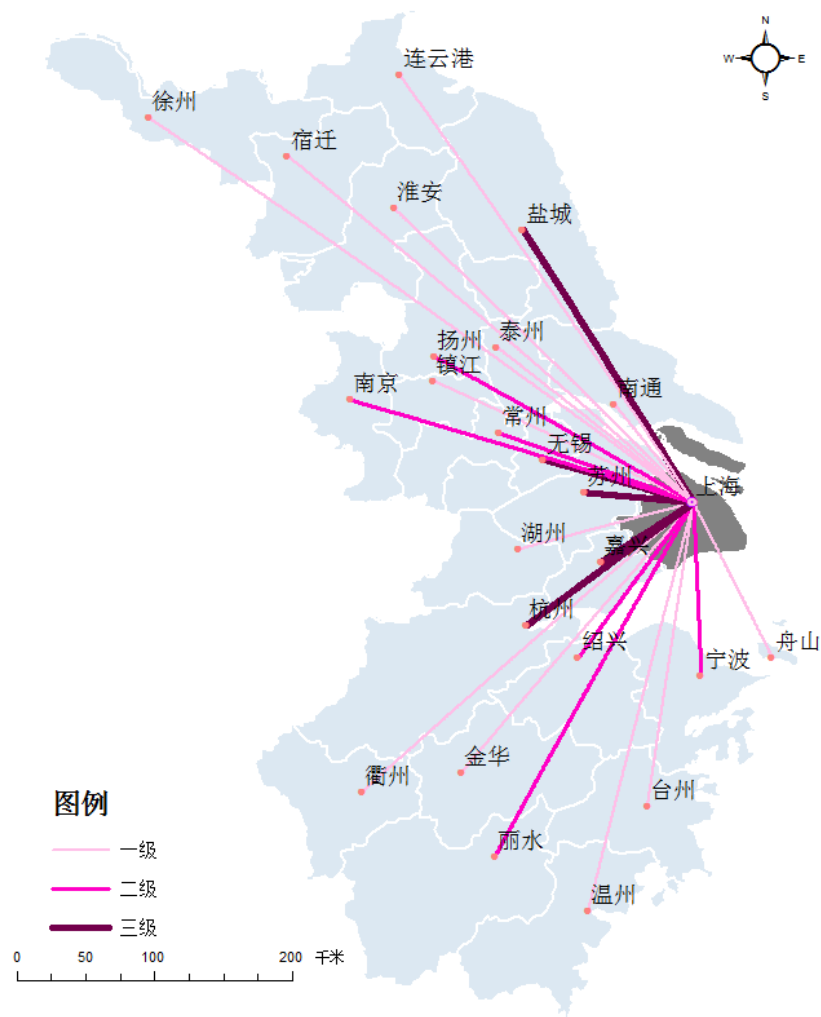 N
W
E
S
连云港
徐州
宿迁
淮安
盐城
泰州
扬州
镇江
南京
南通
常州
无锡
苏州
上海
湖州
嘉兴
杭州
绍兴
宁波
舟山
金华
衢州
台州
丽水
温州
图例
一级
二级
三级
0 50 100 200 千米